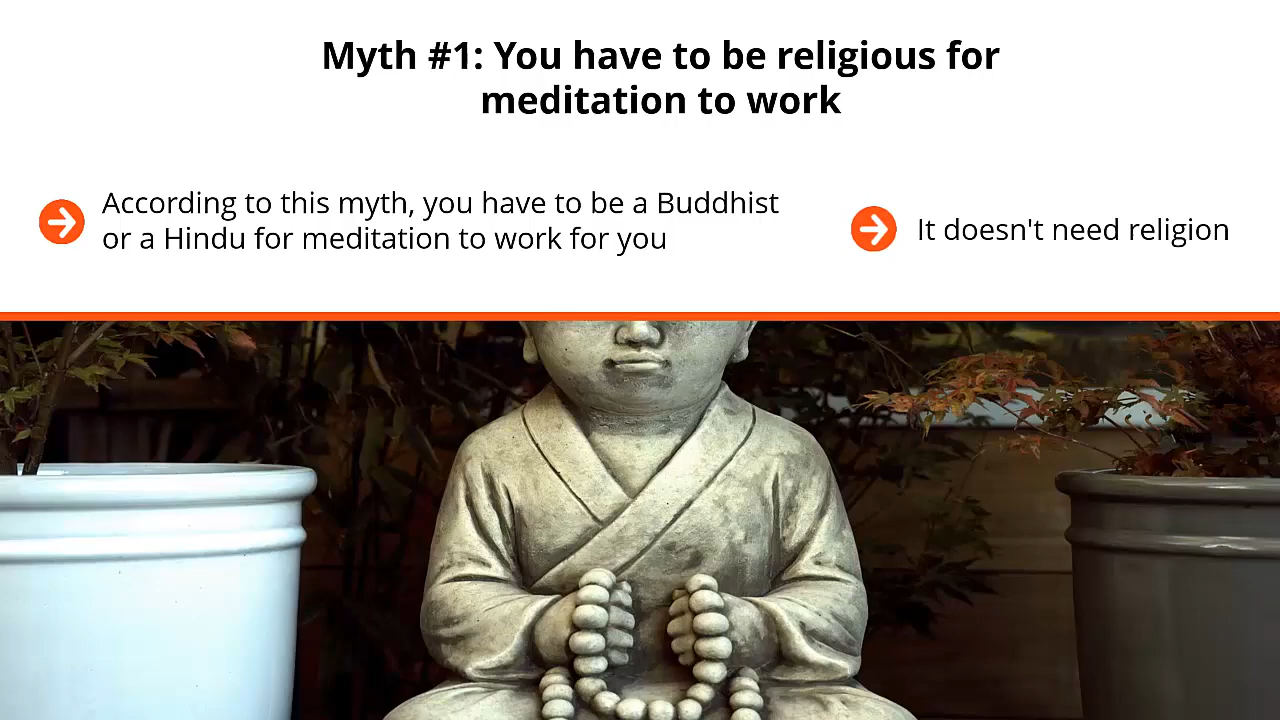 Myth #1: You have to be religious for
meditation to work
According to this myth, you have to be a Buddhist
or a Hindu for meditation to work for you
It doesn't need religion